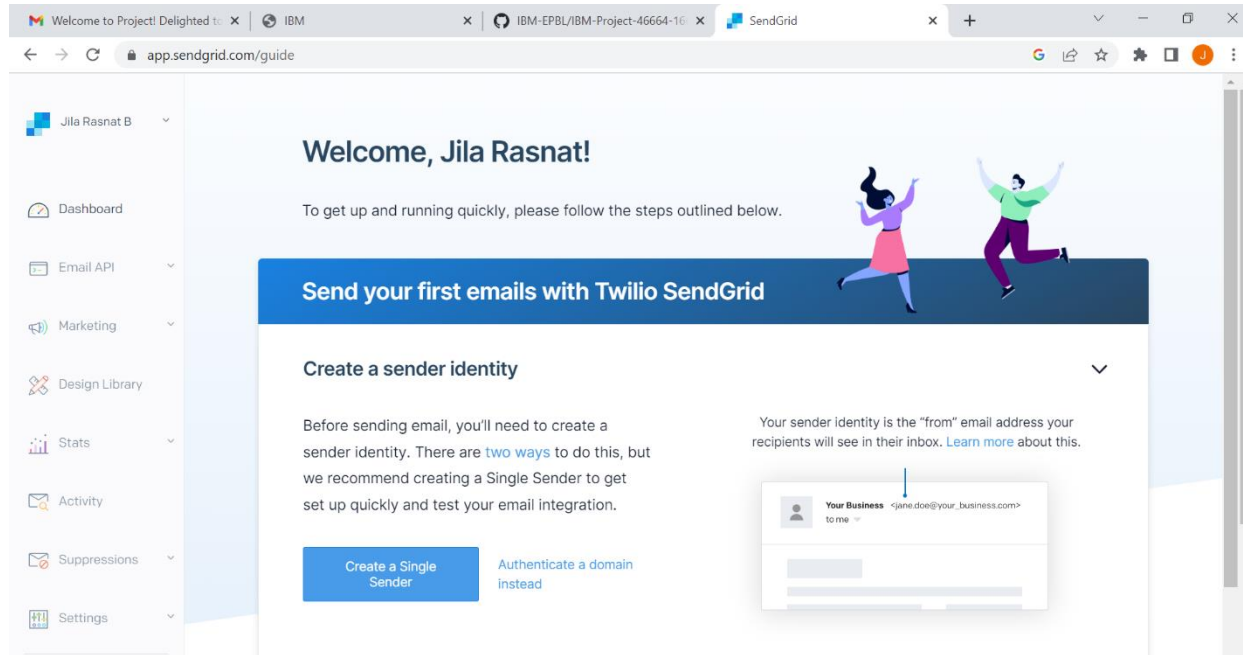 Welcome to Project! Delighted to
IBM
IBM-EPBL/IBM-Project-46664-16
SendGrid
app.sendgrid.com/guide
J
Jila Rasnat B
Dashboard
Email API
Marketing
Design Library
Stats
Activity
Suppressions
Settings
Welcome, Jila Rasnat!
To get up and running quickly, please follow the steps outlined below.
Send your first emails with Twilio SendGrid
Create a sender identity
Before sending email, you'll need to create a
sender identity. There are two ways to do this, but
we recommend creating a Single Sender to get
set up quickly and test your email integration.
Create a Single
Sender
Authenticate a domain
instead
Your sender identity is the "from" email address your
recipients will see in their inbox. Learn more about this.
Your Business <jane.doe@your_business.com>
to me